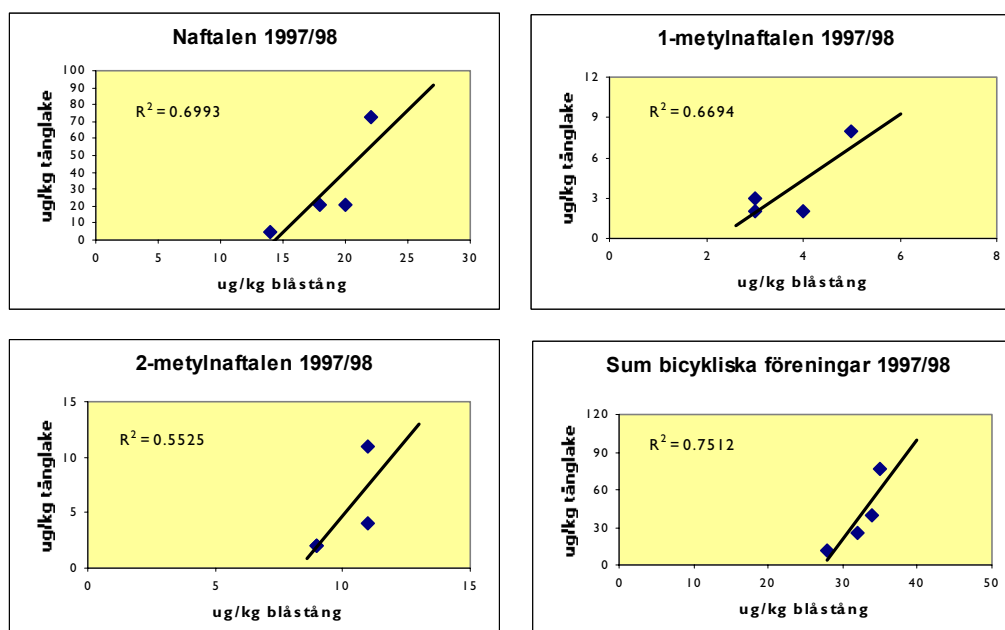 Naftalen 1997/98
ug/kg tånglake
100
90
80
70
60
50
40
30
20
10
0
R² = 0.6993
0 5 10 15 20 25 30
ug/kg blåstång
1-metylnaftalen 1997/98
ug/kg tånglake
12
9
6
3
0
R² = 0.6694
0 2 4 6 8
ug/kg blåstång
2-metylnaftalen 1997/98
ug/kg tånglake
15
10
5
0
R² = 0.5525
0 5 10 15
ug/kg blåstång
Sum bicykliska föreningar 1997/98
ug/kg tånglake
120
90
60
30
0
R² = 0.7512
0 10 20 30 40 50
ug/kg blåstång